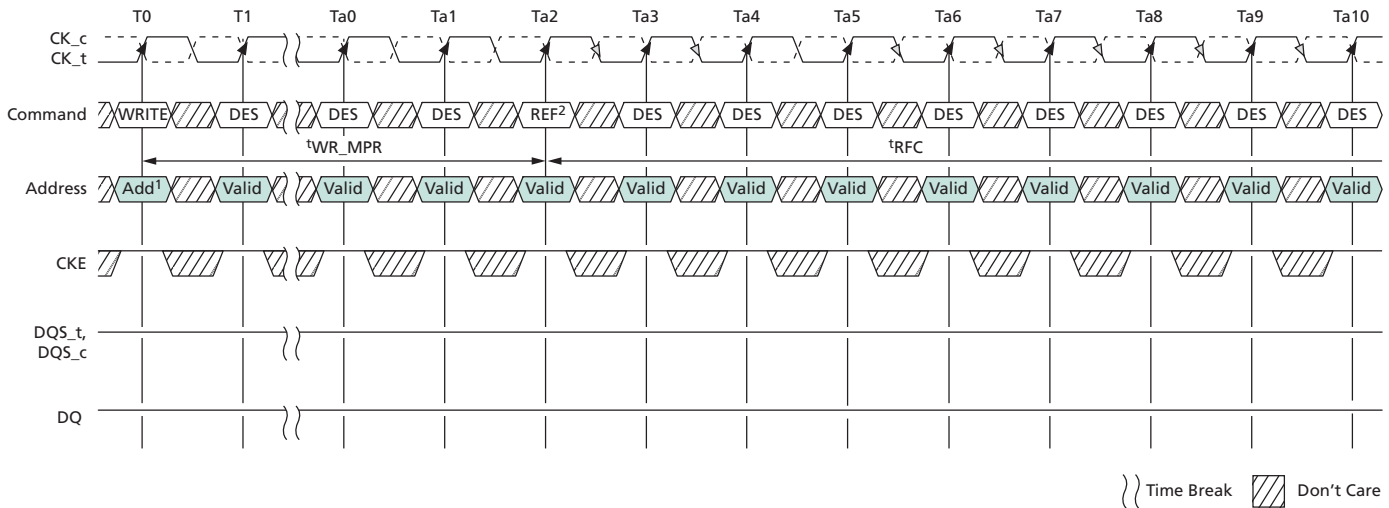 T0 T1 Ta0 Ta1 Ta2 Ta3 Ta4 Ta5 Ta6 Ta7 Ta8 Ta9 Ta10
CK_c
CK_t
Command WRITE DES DES DES REF2 DES DES DES DES DES DES DES DES
tWR_MPR tRFC
Address Add1 Valid Valid Valid Valid Valid Valid Valid Valid Valid Valid Valid Valid
CKE
DQS_t,
DQS_c
DQ
Time Break Don't Care